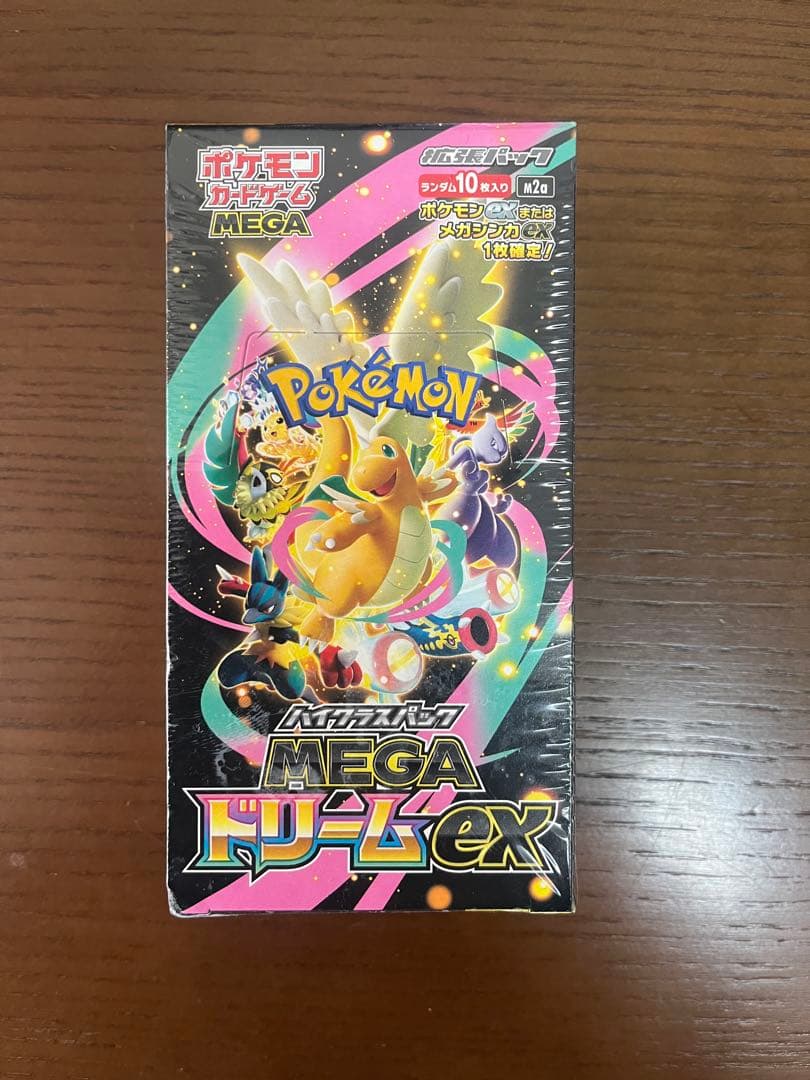 ポケモン
カードゲーム™
MEGA
拡張パック
ランダム10枚入り M2a
ポケモンexまたは
メガシンカex
1枚確定!
POKÉMON™
ハイクラスパック
MEGA
ドリームex